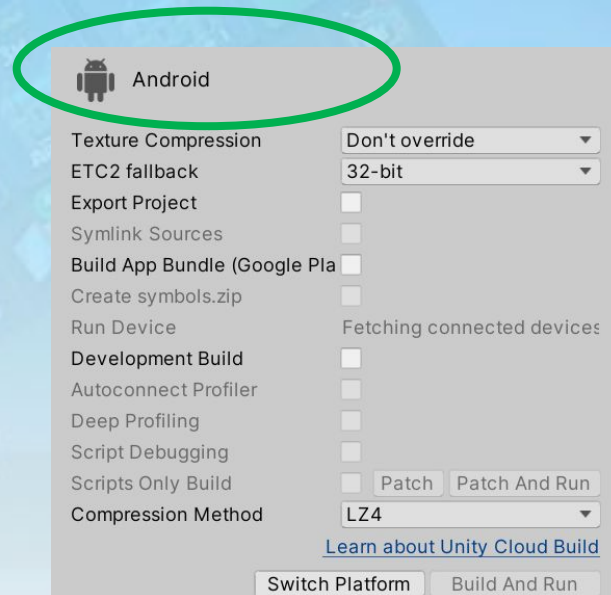 Android
Texture Compression Don't override
ETC2 fallback 32-bit
Export Project
Symlink Sources
Build App Bundle (Google Pla
Create symbols.zip
Run Device Fetching connected devices
Development Build
Autoconnect Profiler
Deep Profiling
Script Debugging
Scripts Only Build Patch Patch And Run
Compression Method LZ4
Learn about Unity Cloud Build
Switch Platform Build And Run